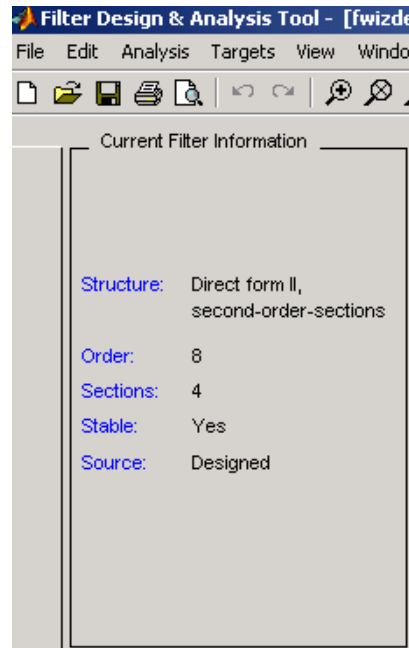 Filter Design & Analysis Tool - [fwizde
File Edit Analysis Targets View Windo
Current Filter Information
Structure: Direct form II,
second-order-sections
Order: 8
Sections: 4
Stable: Yes
Source: Designed